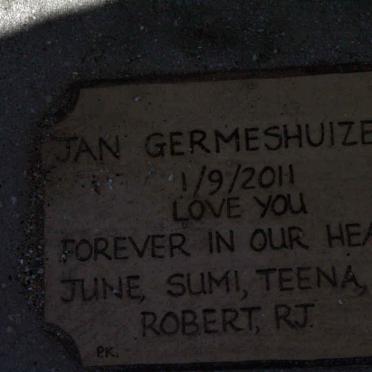 JAN GERMESHUIZE
1/9/2011
LOVE YOU
FOREVER IN OUR HEA
JUNE, SUMI, TEENA,
ROBERT, RJ.
PK.